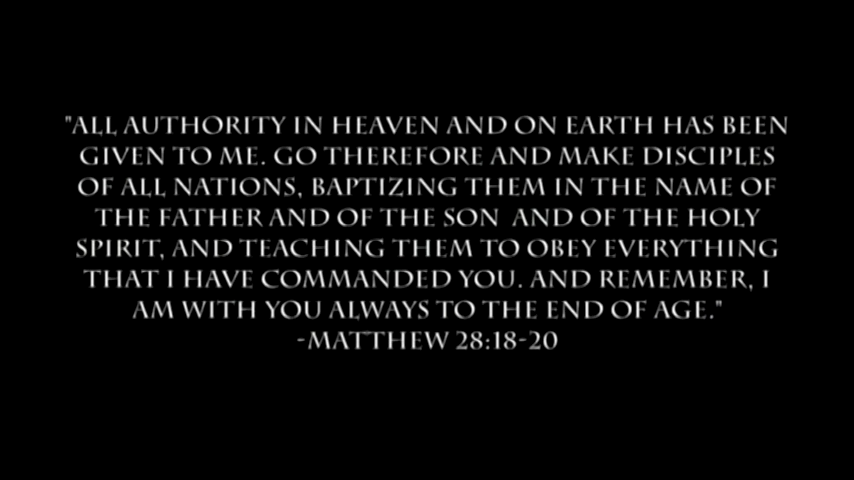 "ALL AUTHORITY IN HEAVEN AND ON EARTH HAS BEEN
GIVEN TO ME. GO THEREFORE AND MAKE DISCIPLES
OF ALL NATIONS, BAPTIZING THEM IN THE NAME OF
THE FATHER AND OF THE SON AND OF THE HOLY
SPIRIT, AND TEACHING THEM TO OBEY EVERYTHING
THAT I HAVE COMMANDED YOU. AND REMEMBER, I
AM WITH YOU ALWAYS TO THE END OF AGE."
-MATTHEW 28:18-20